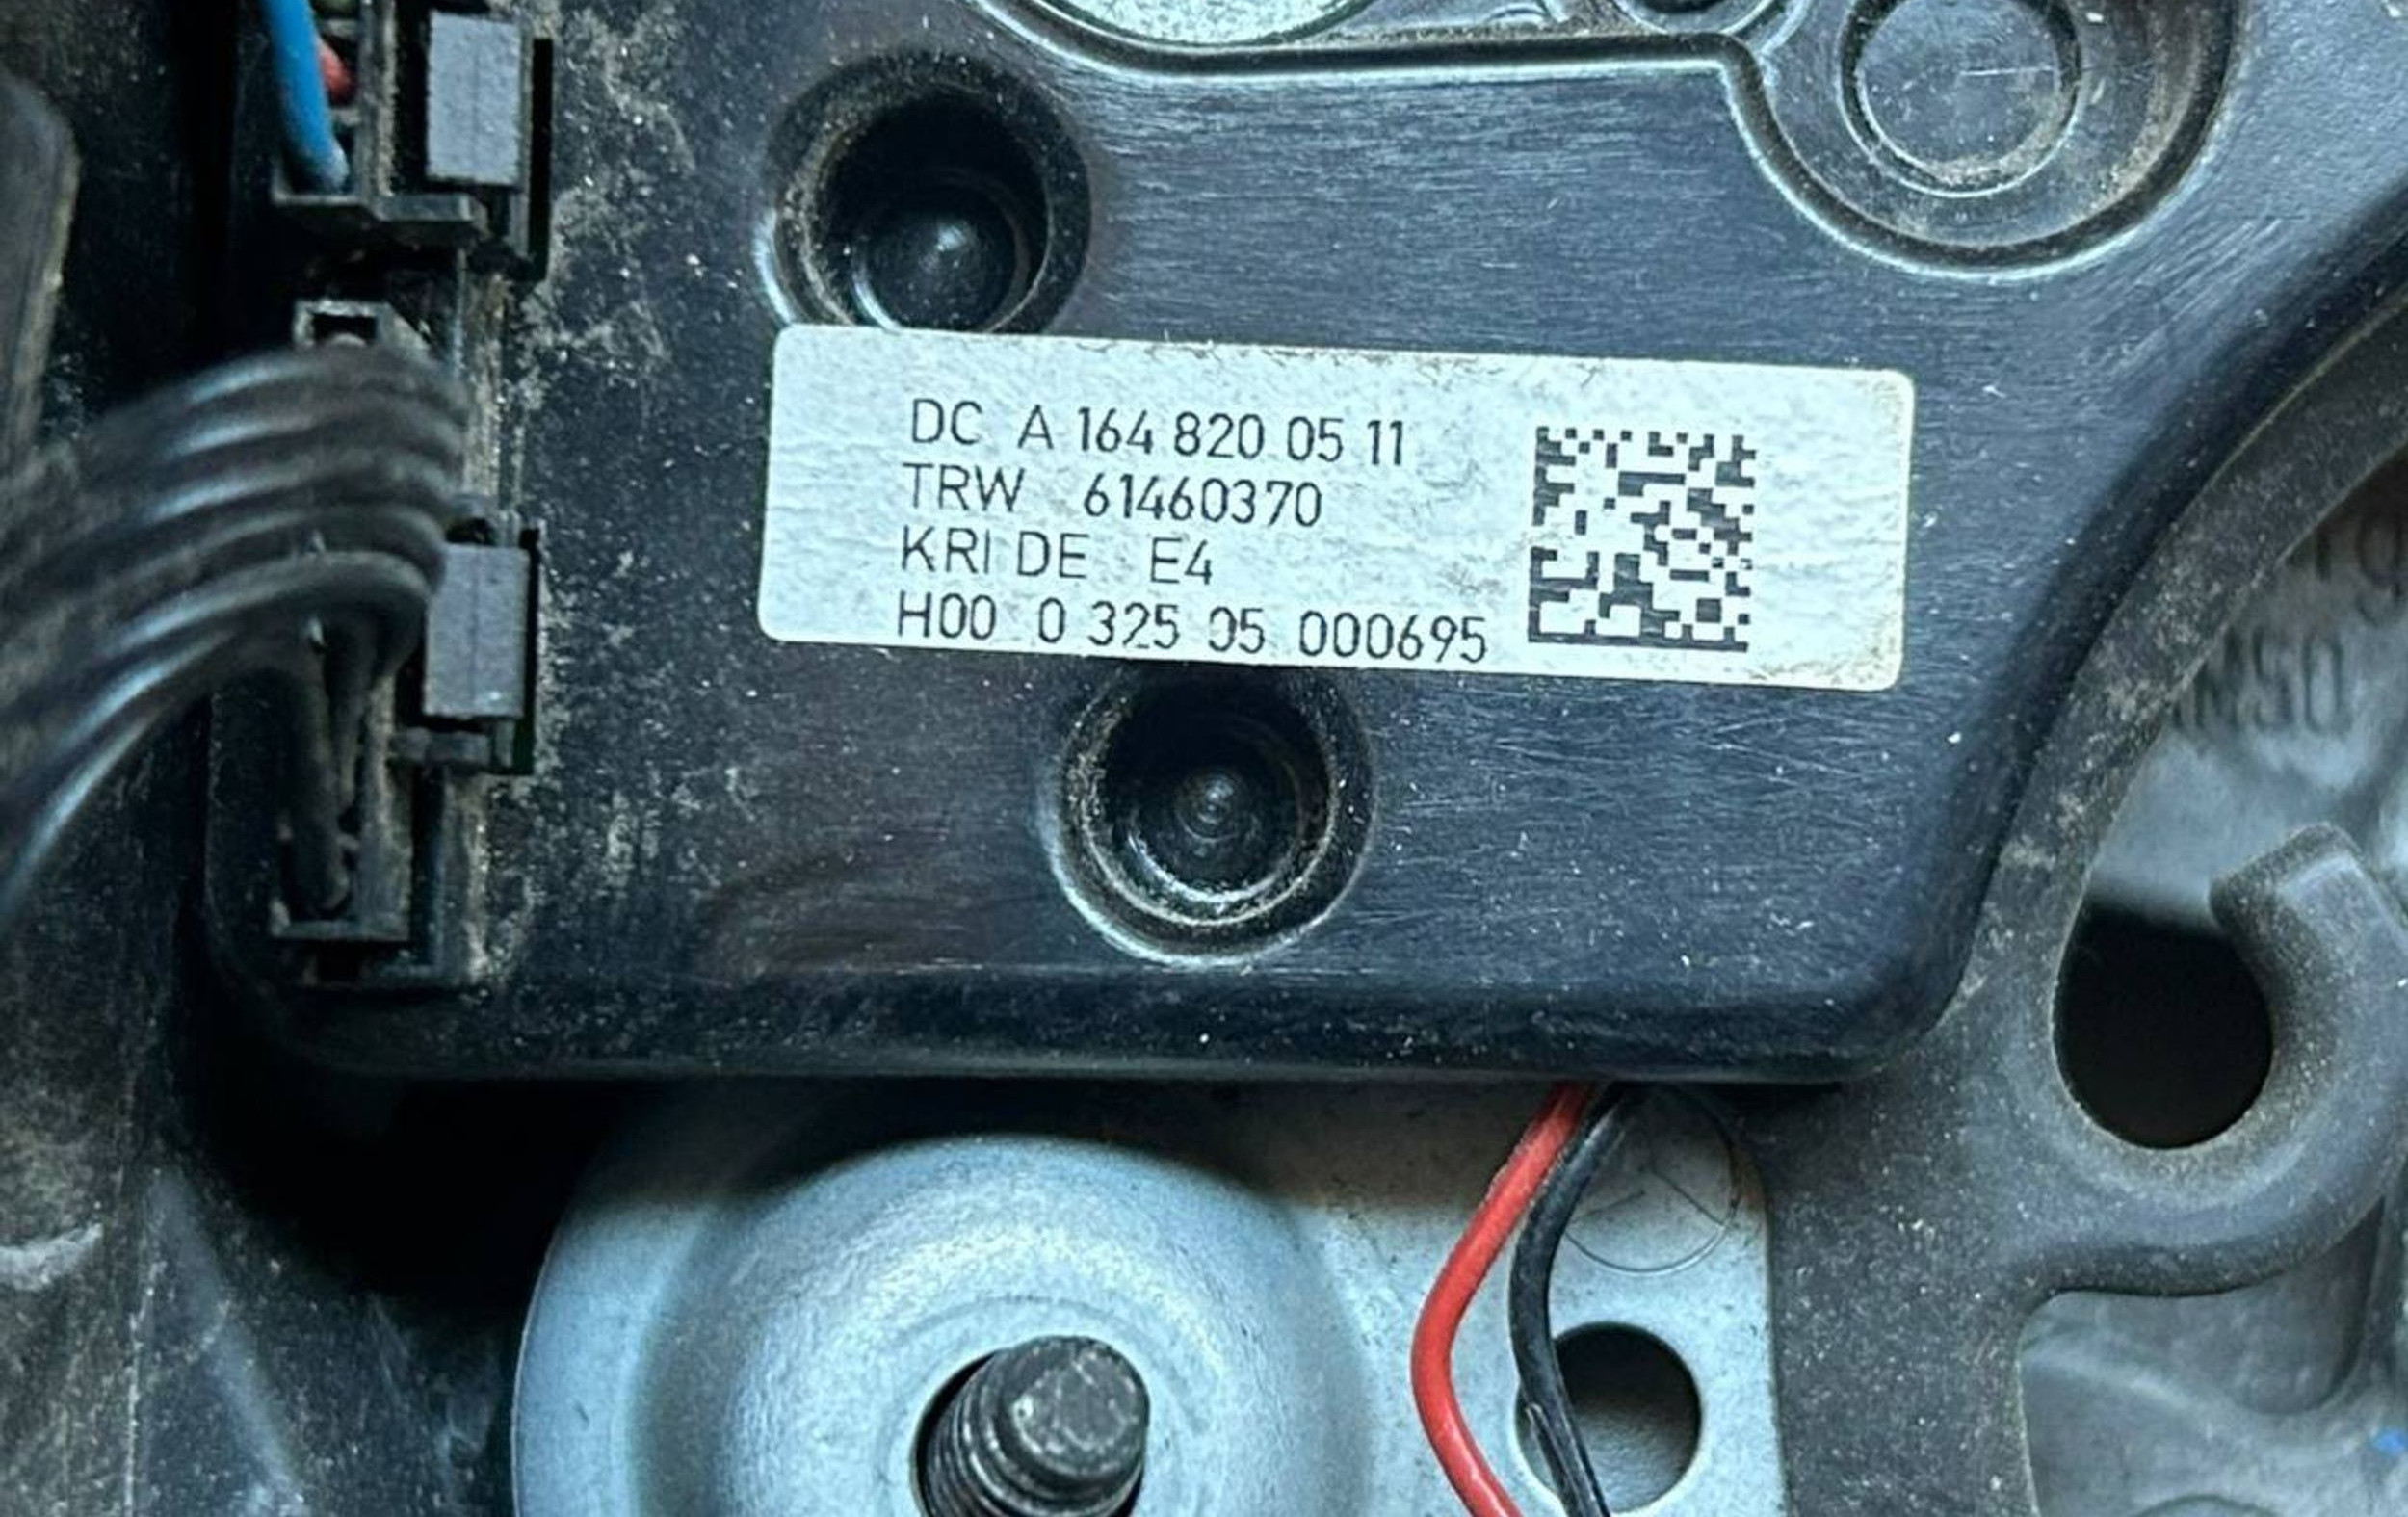 DC A 164 820 05 11
TRW 61460370
KRI DE E4
H00 0 325 05 000695